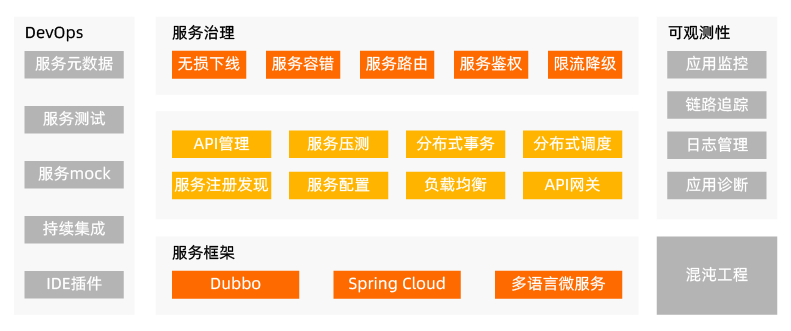 DevOps
服务元数据
服务测试
服务mock
持续集成
IDE插件
服务治理
无损下线
服务容错
服务路由
服务鉴权
限流降级
API管理
服务压测
分布式事务
分布式调度
服务注册发现
服务配置
负载均衡
API网关
服务框架
Dubbo
Spring Cloud
多语言微服务
可观测性
应用监控
链路追踪
日志管理
应用诊断
混沌工程